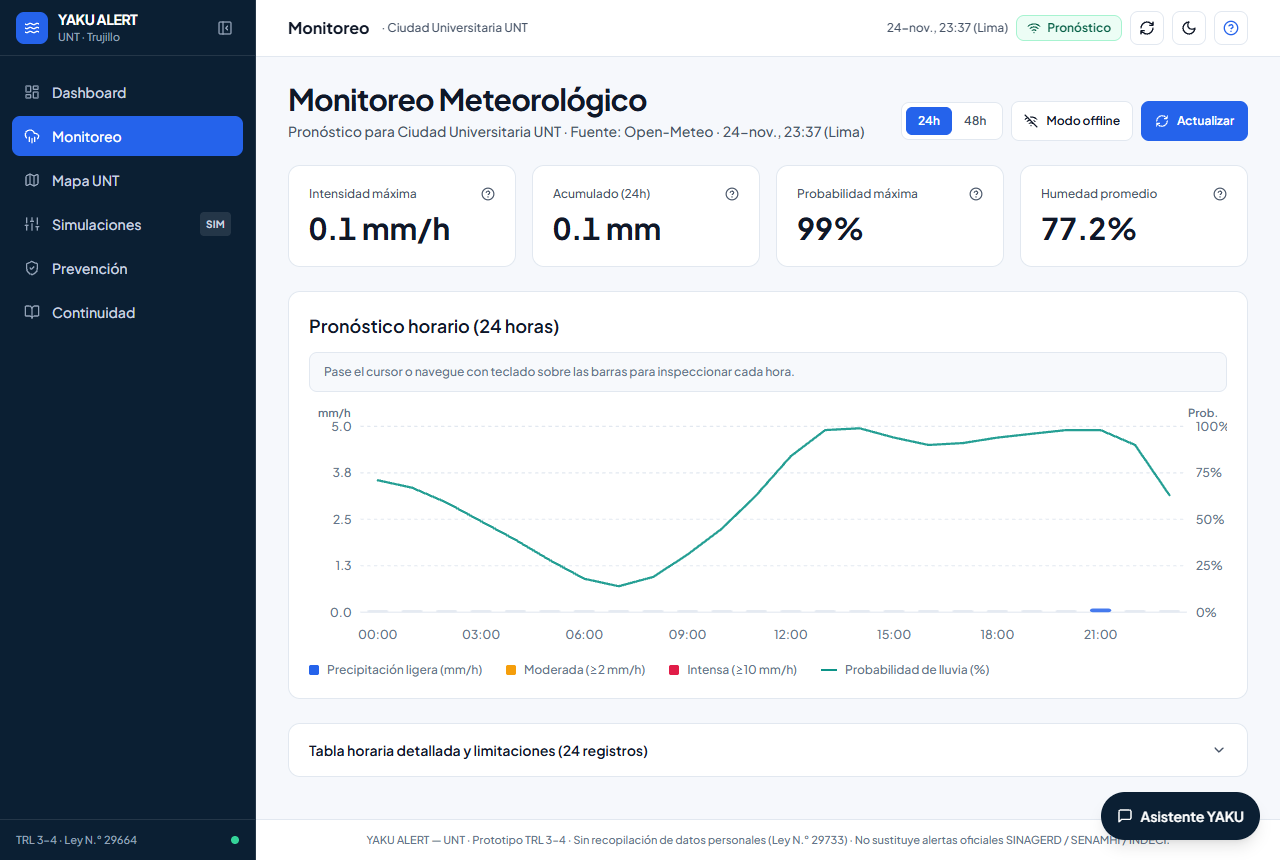 YAKU ALERT
UNT · Trujillo
Dashboard
Monitoreo
Mapa UNT
Simulaciones
SIM
Prevención
Continuidad
TRL 3–4 · Ley N.° 29664
Monitoreo
· Ciudad Universitaria UNT
24–nov., 23:37 (Lima)
Pronóstico
Monitoreo Meteorológico
Pronóstico para Ciudad Universitaria UNT · Fuente: Open-Meteo · 24–nov., 23:37 (Lima)
24h
48h
Modo offline
Actualizar
Intensidad máxima
0.1 mm/h
Acumulado (24h)
0.1 mm
Probabilidad máxima
99%
Humedad promedio
77.2%
Pronóstico horario (24 horas)
Pase el cursor o navegue con teclado sobre las barras para inspeccionar cada hora.
mm/h
5.0
3.8
2.5
1.3
0.0
Prob.
100%
75%
50%
25%
0%
00:00 03:00 06:00 09:00 12:00 15:00 18:00 21:00
Precipitación ligera (mm/h)
Moderada (≥2 mm/h)
Intensa (≥10 mm/h)
Probabilidad de lluvia (%)
Tabla horaria detallada y limitaciones (24 registros)
Asistente YAKU
YAKU ALERT — UNT · Prototipo TRL 3–4 · Sin recopilación de datos personales (Ley N.° 29733) · No sustituye alertas oficiales SINAGERD / SENAMHI / INDECI.